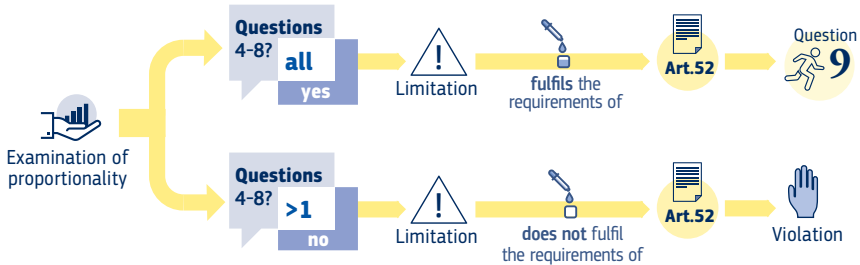 Examination of
proportionality
Questions
4-8?
all
yes
!
Limitation
fulfils the
requirements of
Art.52
Question
9
Questions
4-8?
>1
no
!
Limitation
does not fulfil
the requirements of
Art.52
Violation